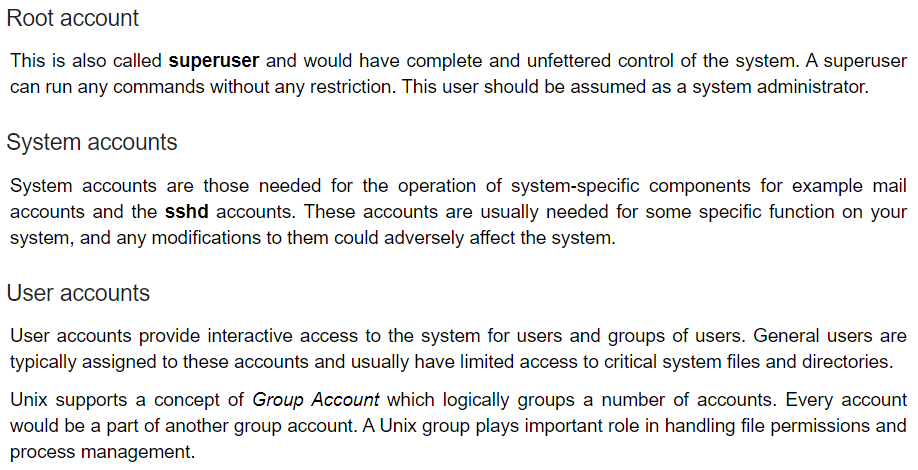 Root account
This is also called superuser and would have complete and unfettered control of the system. A superuser
can run any commands without any restriction. This user should be assumed as a system administrator.
System accounts
System accounts are those needed for the operation of system-specific components for example mail
accounts and the sshd accounts. These accounts are usually needed for some specific function on your
system, and any modifications to them could adversely affect the system.
User accounts
User accounts provide interactive access to the system for users and groups of users. General users are
typically assigned to these accounts and usually have limited access to critical system files and directories.
Unix supports a concept of Group Account which logically groups a number of accounts. Every account
would be a part of another group account. A Unix group plays important role in handling file permissions and
process management.